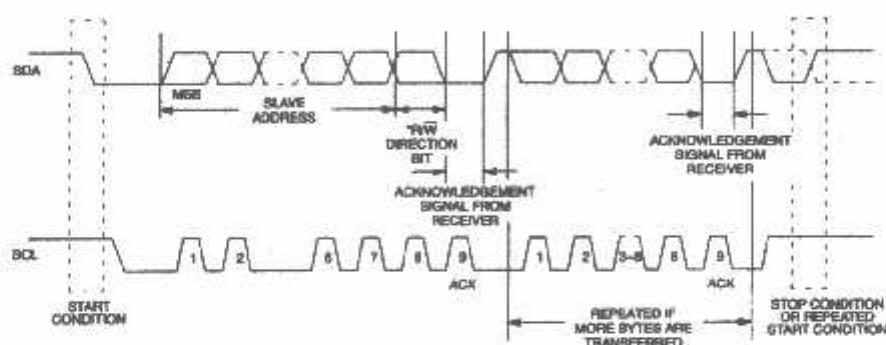 SDA
MSB
SLAVE
ADDRESS
R/W
DIRECTION
BIT
ACKNOWLEDGEMENT
SIGNAL FROM
RECEIVER
ACKNOWLEDGEMENT
SIGNAL FROM
RECEIVER
SCL
1 2 6 7 8 9 1 2 3–8 8 9
ACK ACK
START
CONDITION
REPEATED IF
MORE BYTES ARE
TRANSFERRED
STOP CONDITION
OR REPEATED
START CONDITION